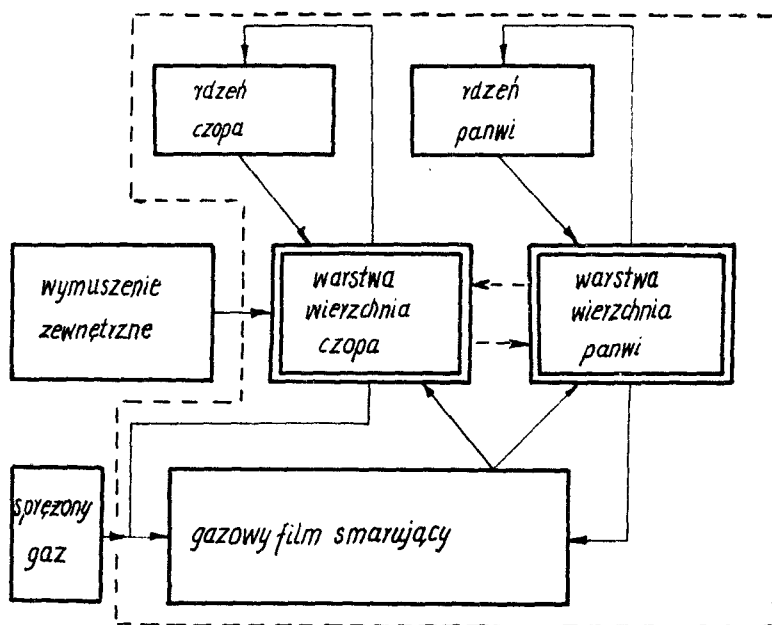 rdzeń
czopa
rdzeń
panwi
wymuszenie
zewnętrzne
warstwa
wierzchnia
czopa
warstwa
wierzchnia
panwi
sprężony
gaz
gazowy film smarujący